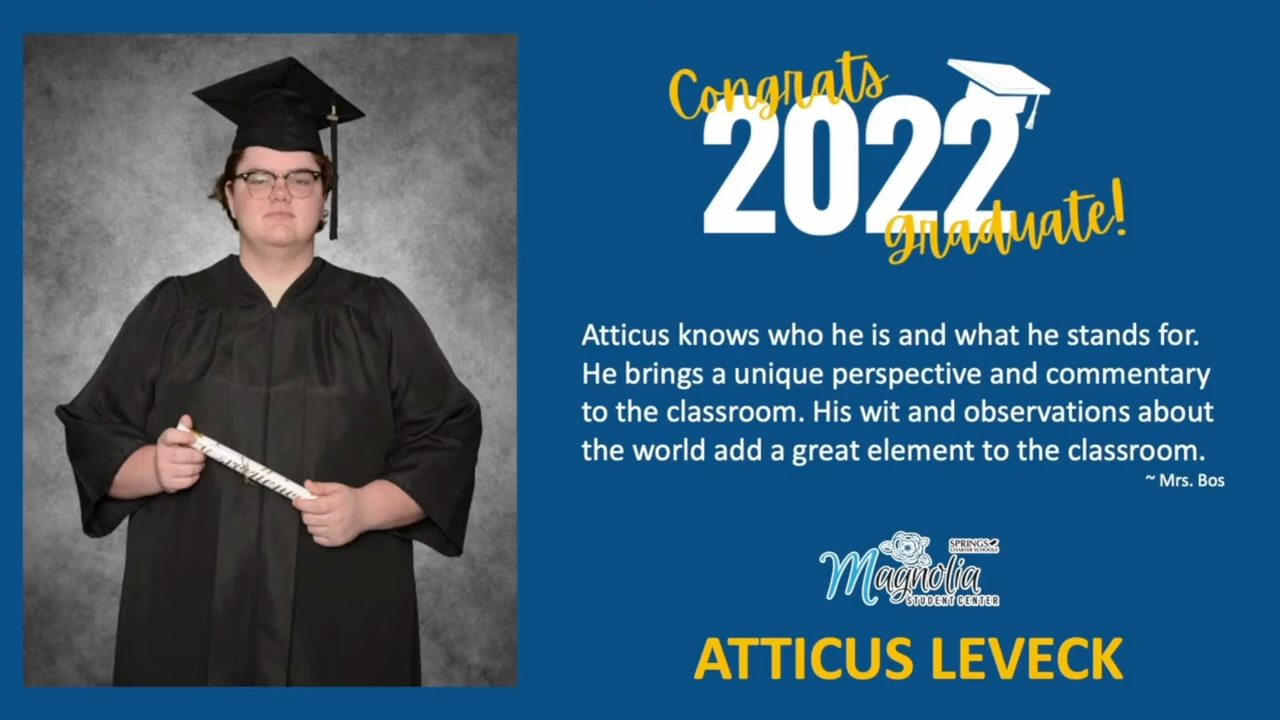 Congrats
2022
graduate!
Atticus knows who he is and what he stands for.
He brings a unique perspective and commentary
to the classroom. His wit and observations about
the world add a great element to the classroom.
~ Mrs. Bos
SPRINGS
CHARTER SCHOOLS
Magnolia
STUDENT CENTER
ATTICUS LEVECK